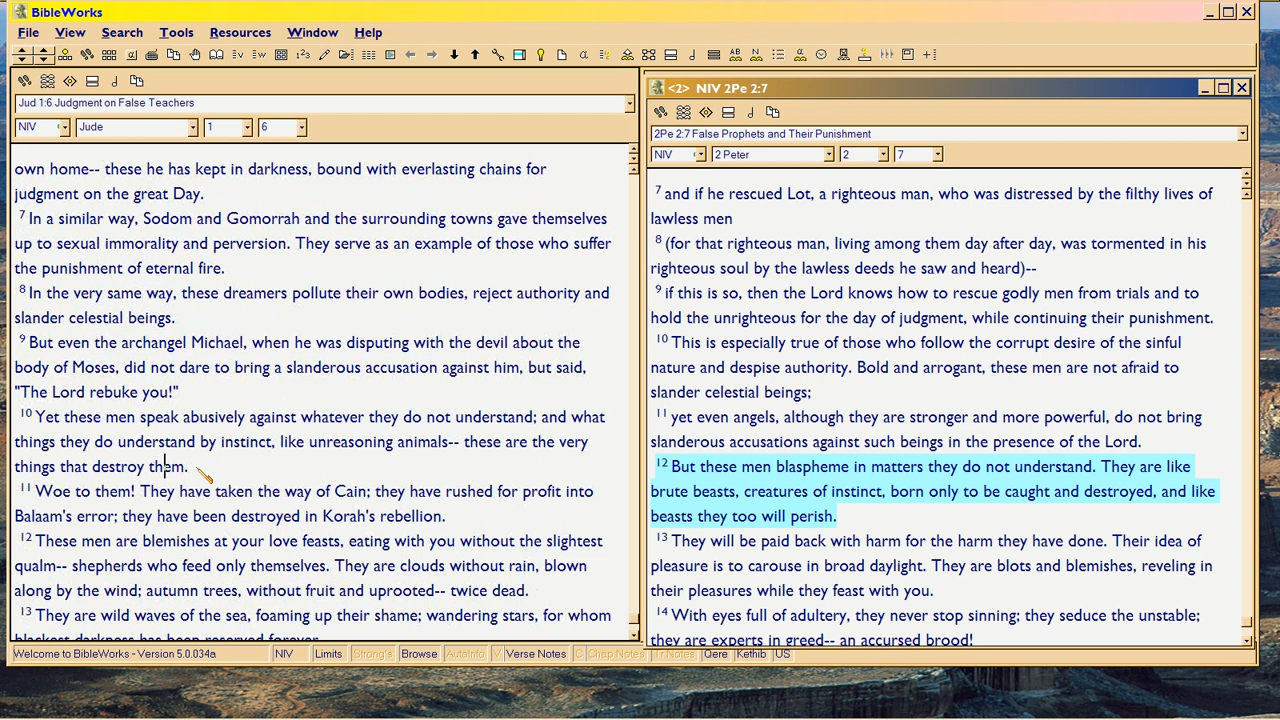 BibleWorks
File View Search Tools Resources Window Help
Jud 1:6 Judgment on False Teachers
NIV Jude 1 6
own home-- these he has kept in darkness, bound with everlasting chains for
judgment on the great Day.
7 In a similar way, Sodom and Gomorrah and the surrounding towns gave themselves
up to sexual immorality and perversion. They serve as an example of those who suffer
the punishment of eternal fire.
8 In the very same way, these dreamers pollute their own bodies, reject authority and
slander celestial beings.
9 But even the archangel Michael, when he was disputing with the devil about the
body of Moses, did not dare to bring a slanderous accusation against him, but said,
"The Lord rebuke you!"
10 Yet these men speak abusively against whatever they do not understand; and what
things they do understand by instinct, like unreasoning animals-- these are the very
things that destroy them.
11 Woe to them! They have taken the way of Cain; they have rushed for profit into
Balaam's error; they have been destroyed in Korah's rebellion.
12 These men are blemishes at your love feasts, eating with you without the slightest
qualm-- shepherds who feed only themselves. They are clouds without rain, blown
along by the wind; autumn trees, without fruit and uprooted-- twice dead.
13 They are wild waves of the sea, foaming up their shame; wandering stars, for whom
blackest darkness has been reserved forever.
<2> NIV 2Pe 2:7
2Pe 2:7 False Prophets and Their Punishment
NIV 2 Peter 2 7
7 and if he rescued Lot, a righteous man, who was distressed by the filthy lives of
lawless men
8 (for that righteous man, living among them day after day, was tormented in his
righteous soul by the lawless deeds he saw and heard)--
9 if this is so, then the Lord knows how to rescue godly men from trials and to
hold the unrighteous for the day of judgment, while continuing their punishment.
10 This is especially true of those who follow the corrupt desire of the sinful
nature and despise authority. Bold and arrogant, these men are not afraid to
slander celestial beings;
11 yet even angels, although they are stronger and more powerful, do not bring
slanderous accusations against such beings in the presence of the Lord.
12 But these men blaspheme in matters they do not understand. They are like
brute beasts, creatures of instinct, born only to be caught and destroyed, and like
beasts they too will perish.
13 They will be paid back with harm for the harm they have done. Their idea of
pleasure is to carouse in broad daylight. They are blots and blemishes, reveling in
their pleasures while they feast with you.
14 With eyes full of adultery, they never stop sinning; they seduce the unstable;
they are experts in greed-- an accursed brood!
Welcome to BibleWorks - Version 5.0.034a NIV Limits Strong's Browse AutoInfo V Verse Notes C Chap Notes Tr Notes Qere Kethib US